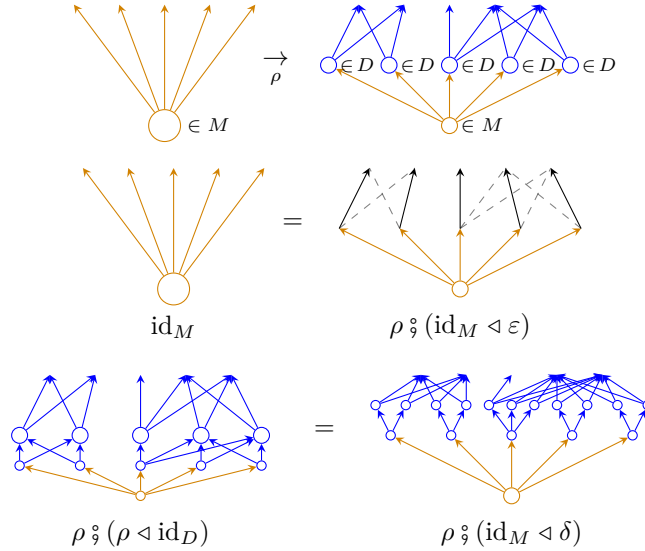 ∈ D ∈ D ∈ D ∈ D ∈ D
→
ρ
∈ M ∈ M
=
id_M ρ ⨟ (id_M ◁ ε)
=
ρ ⨟ (ρ ◁ id_D) ρ ⨟ (id_M ◁ δ)